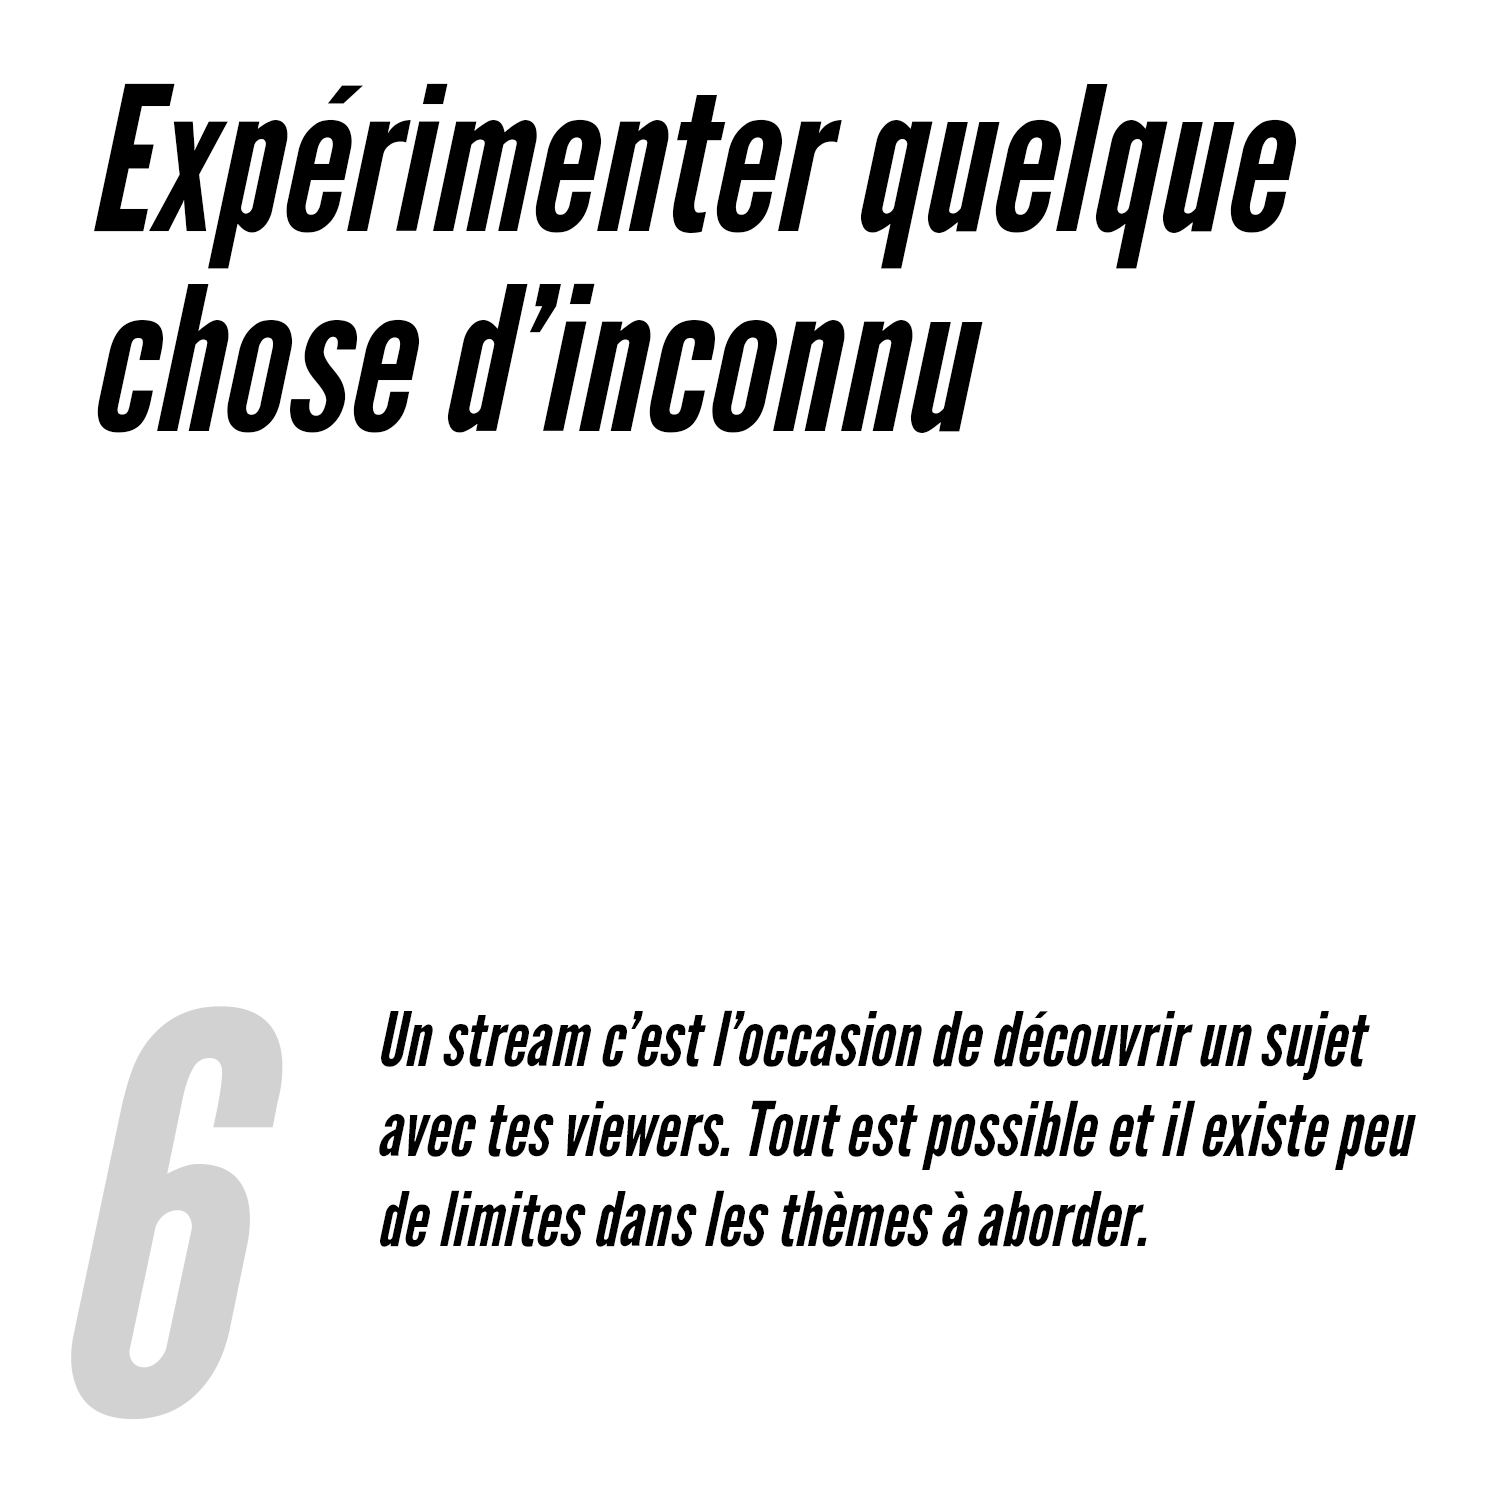 Expérimenter quelque
chose d’inconnu
Un stream c’est l’occasion de découvrir un sujet
avec tes viewers. Tout est possible et il existe peu
de limites dans les thèmes à aborder.
6